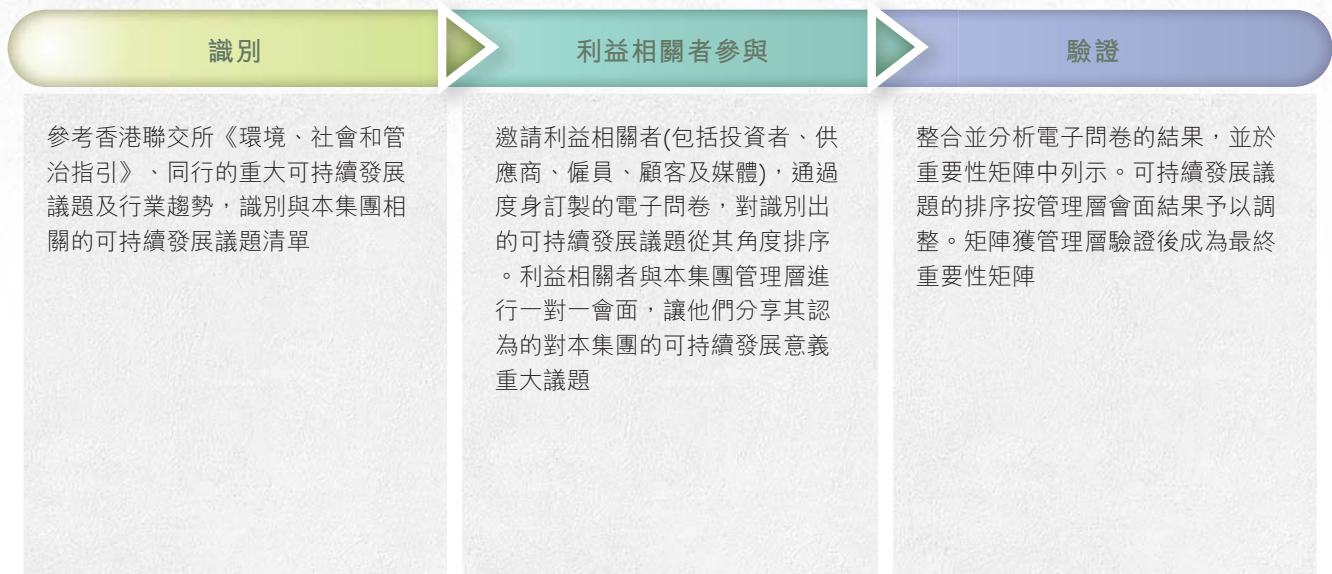 識別
參考香港聯交所《環境、社會和管
治指引》、同行的重大可持續發展
議題及行業趨勢，識別與本集團相
關的可持續發展議題清單
利益相關者參與
邀請利益相關者(包括投資者、供
應商、僱員、顧客及媒體)，通過
度身訂製的電子問卷，對識別出
的可持續發展議題從其角度排序
。利益相關者與本集團管理層進
行一對一會面，讓他們分享其認
為的對本集團的可持續發展意義
重大議題
驗證
整合並分析電子問卷的結果，並於
重要性矩陣中列示。可持續發展議
題的排序按管理層會面結果予以調
整。矩陣獲管理層驗證後成為最終
重要性矩陣